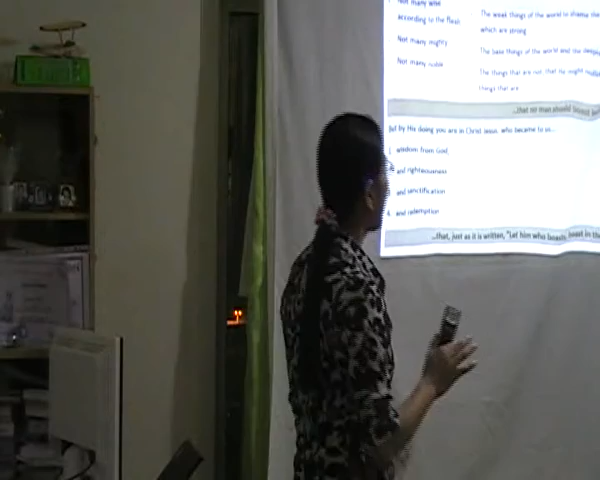 Not many wise
according to the flesh
Not many mighty
Not many noble
The weak things of the world to shame the
which are strong
The base things of the world and the
The things that are not, that He might
things that are
...that no man should boast
But by His doing you are in Christ Jesus, who became to us...
wisdom from God,
and righteousness
and sanctification
4. and redemption
...that, just as it is written, "Let him who boasts, boast in the